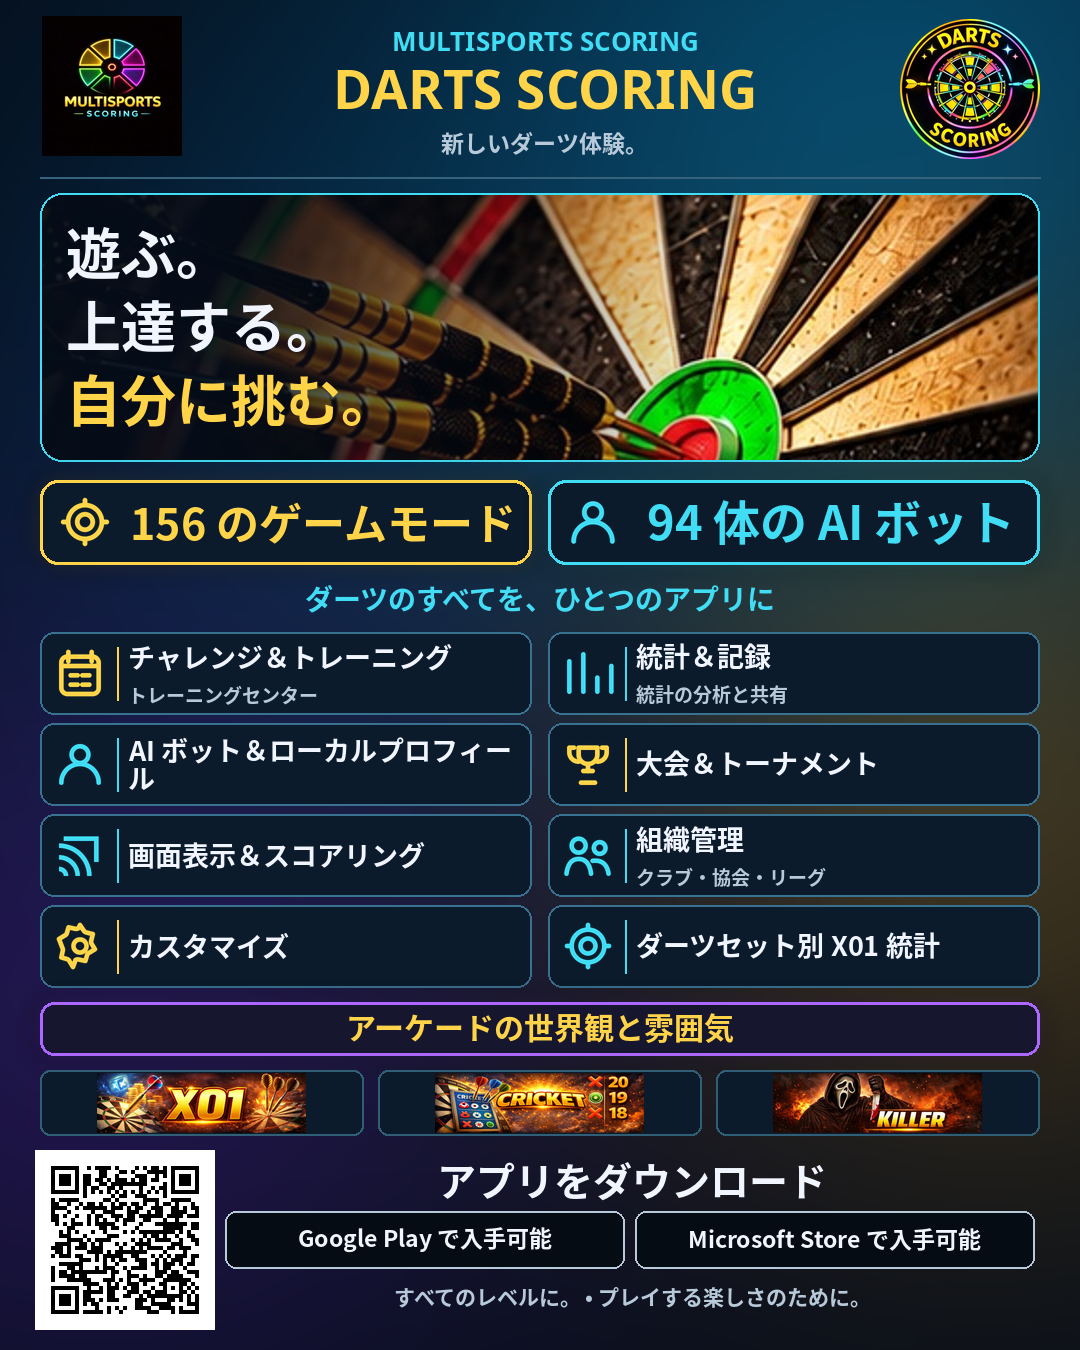 MULTISPORTS SCORING
DARTS SCORING
新しいダーツ体験。
MULTISPORTS
SCORING
DARTS
SCORING
遊ぶ。
上達する。
自分に挑む。
156 のゲームモード
94 体の AI ボット
ダーツのすべてを、ひとつのアプリに
チャレンジ＆トレーニング
トレーニングセンター
統計＆記録
統計の分析と共有
AI ボット＆ローカルプロフィー
ル
大会＆トーナメント
画面表示＆スコアリング
組織管理
クラブ・協会・リーグ
カスタマイズ
ダーツセット別 X01 統計
アーケードの世界観と雰囲気
X01
CRICKET
CRICKET
20
19
18
KILLER
アプリをダウンロード
Google Play で入手可能
Microsoft Store で入手可能
すべてのレベルに。 • プレイする楽しさのために。